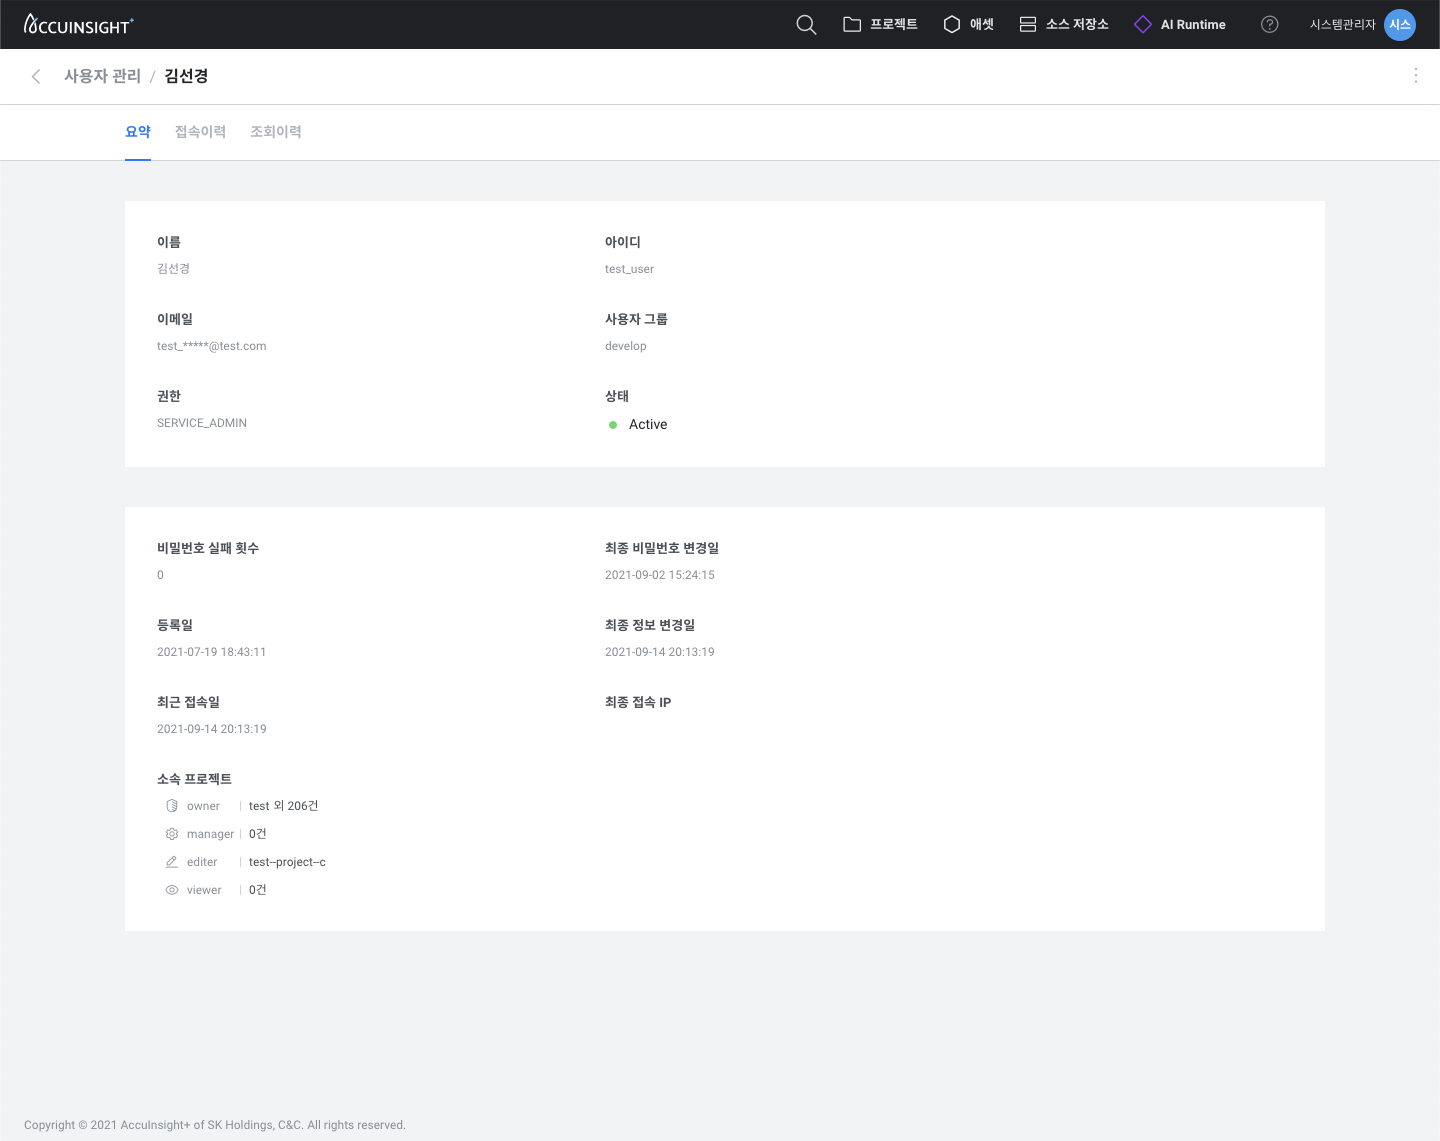 ACCUINSIGHT+
프로젝트 애셋 소스 저장소 AI Runtime ? 시스템관리자 시스
사용자 관리 / 김선경
요약 접속이력 조회이력
이름 아이디
김선경 test_user
이메일 사용자 그룹
test_*****@test.com develop
권한 상태
SERVICE_ADMIN Active
비밀번호 실패 횟수 최종 비밀번호 변경일
0 2021-09-02 15:24:15
등록일 최종 정보 변경일
2021-07-19 18:43:11 2021-09-14 20:13:19
최근 접속일 최종 접속 IP
2021-09-14 20:13:19
소속 프로젝트
owner | test 외 206건
manager | 0건
editer | test--project--c
viewer | 0건
Copyright © 2021 AccuInsight+ of SK Holdings, C&C. All rights reserved.